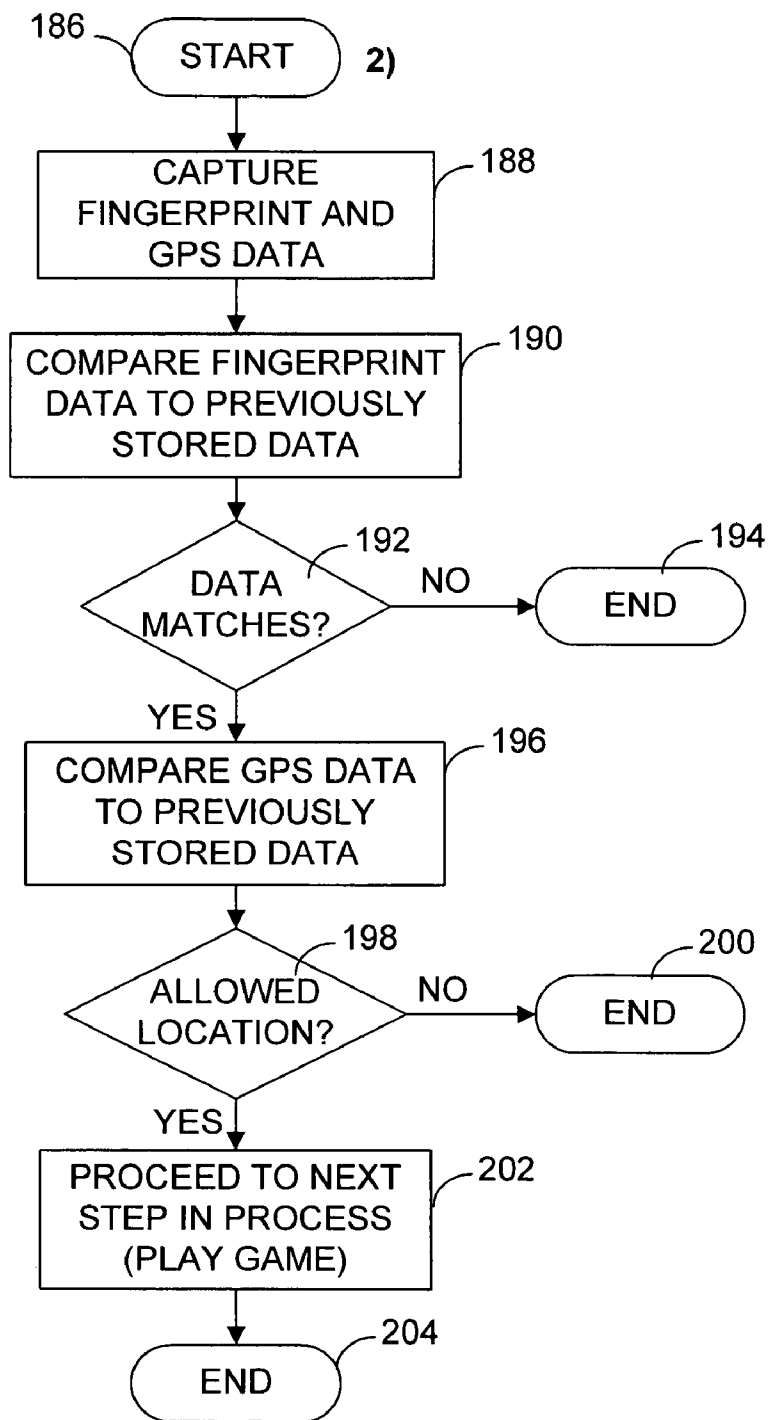 186
START
2)
CAPTURE
FINGERPRINT AND
GPS DATA
188
COMPARE FINGERPRINT
DATA TO PREVIOUSLY
STORED DATA
190
DATA
MATCHES?
192
NO
END
194
YES
COMPARE GPS DATA
TO PREVIOUSLY
STORED DATA
196
ALLOWED
LOCATION?
198
NO
END
200
YES
PROCEED TO NEXT
STEP IN PROCESS
(PLAY GAME)
202
END
204